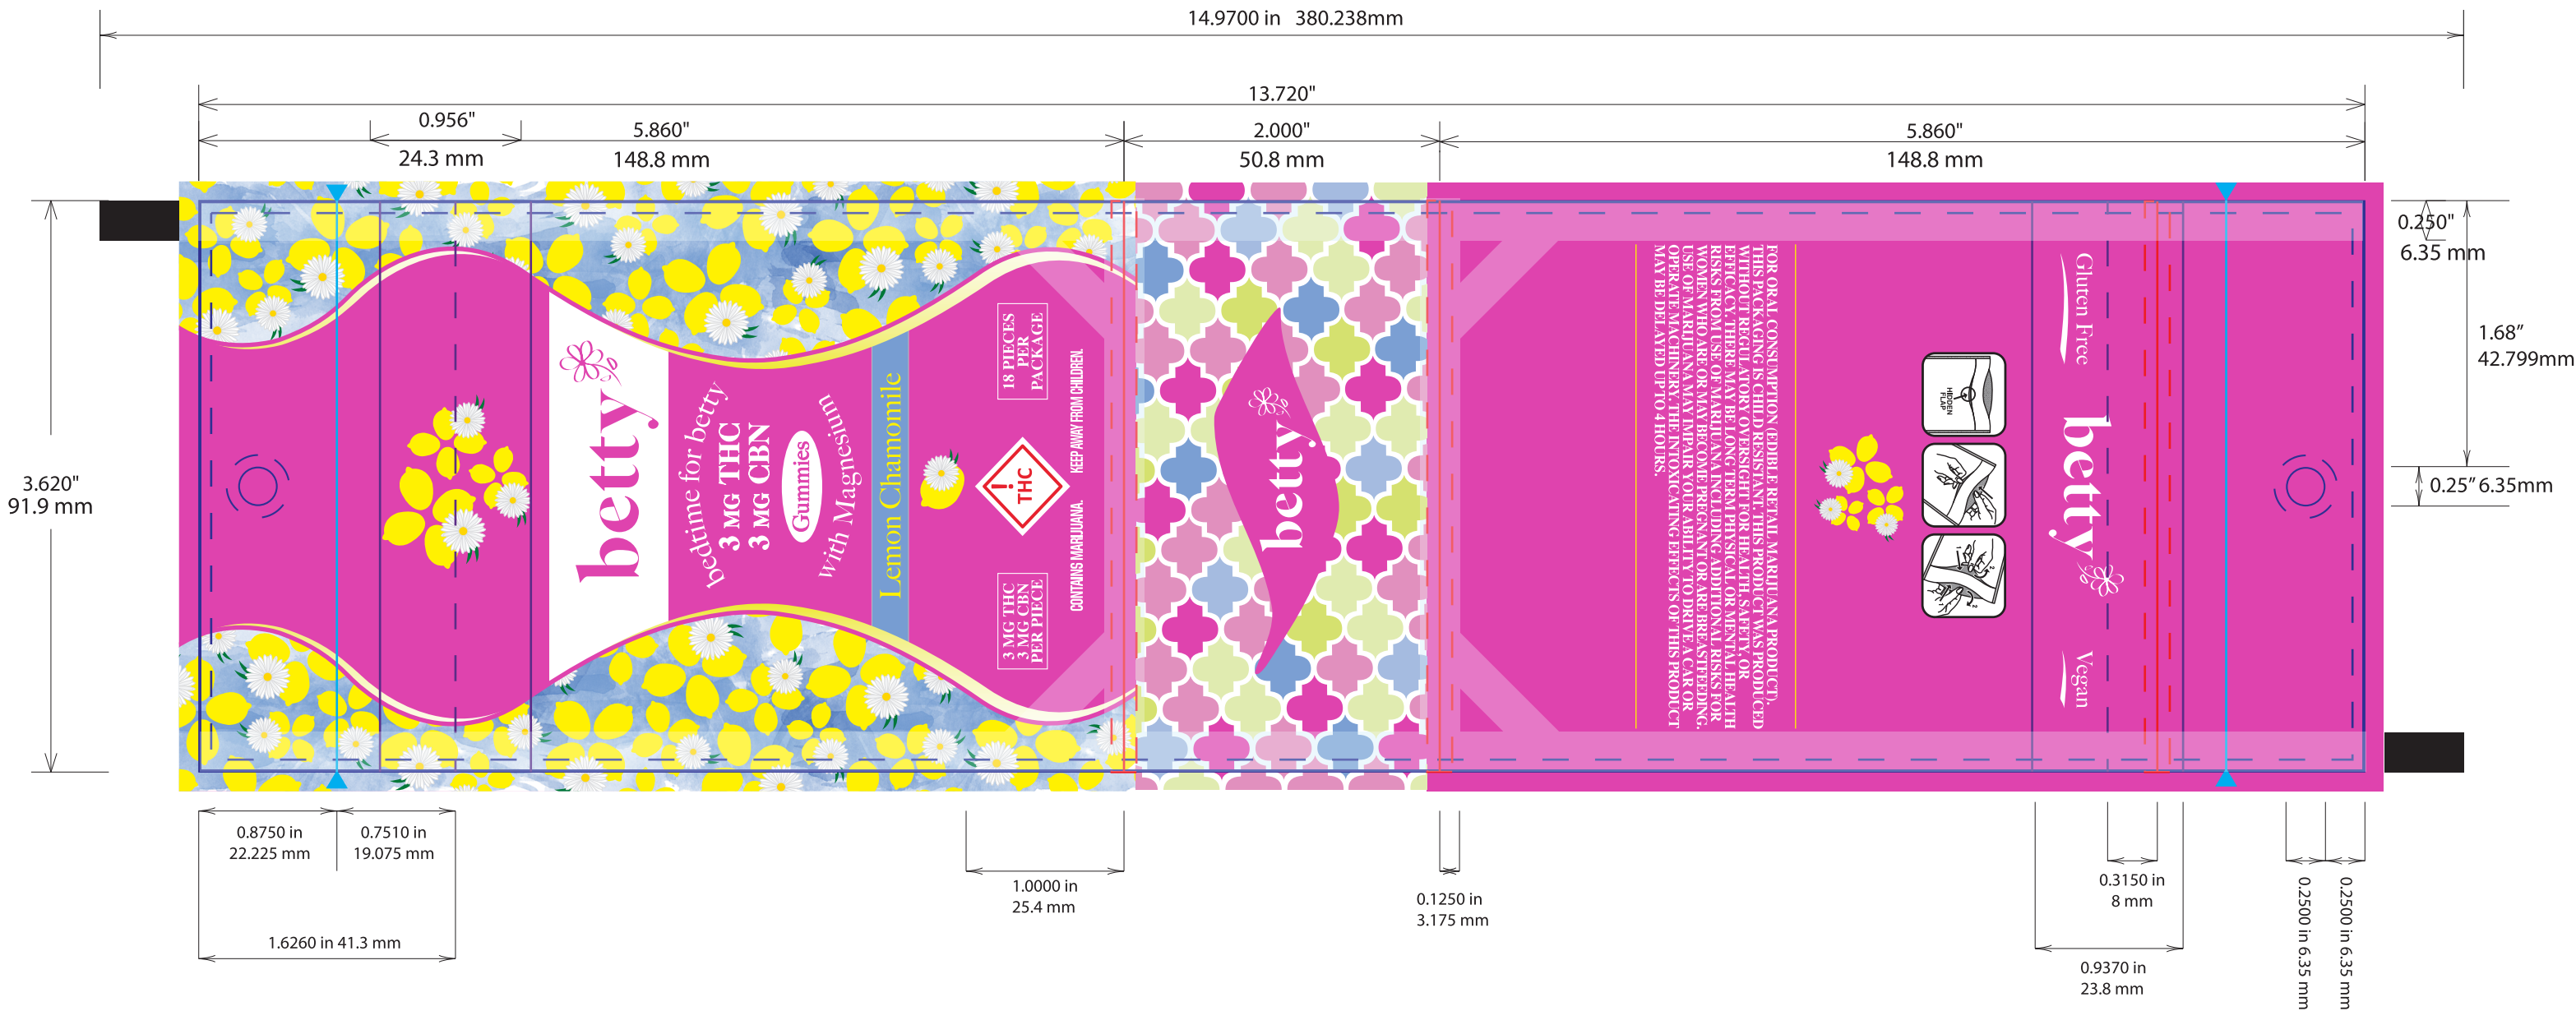 14.9700 in 380.238mm
13.720"
0.956"
24.3 mm
5.860"
148.8 mm
2.000"
50.8 mm
5.860"
148.8 mm
3.620"
91.9 mm
0.250"
6.35 mm
1.68"
42.799mm
0.25" 6.35mm
betty
bedtime for betty
3 MG THC
3 MG CBN
Gummies
with Magnesium
Lemon Chamomile
3 MG THC
3 MG CBN
PER PIECE
18 PIECES
PER
PACKAGE
THC
CONTAINS MARIJUANA. KEEP AWAY FROM CHILDREN.
betty
Gluten Free
betty
Vegan
HIDDEN
FLAP
FOR ORAL CONSUMPTION (EDIBLE RETAIL MARIJUANA PRODUCT).
THIS PACKAGING IS CHILD RESISTANT. THIS PRODUCT WAS PRODUCED
WITHOUT REGULATORY OVERSIGHT FOR HEALTH, SAFETY, OR
EFFICACY. THERE MAY BE LONG TERM PHYSICAL OR MENTAL HEALTH
RISKS FROM USE OF MARIJUANA INCLUDING ADDITIONAL RISKS FOR
WOMEN WHO ARE OR MAY BECOME PREGNANT OR ARE BREASTFEEDING.
USE OF MARIJUANA MAY IMPAIR YOUR ABILITY TO DRIVE A CAR OR
OPERATE MACHINERY. THE INTOXICATING EFFECTS OF THIS PRODUCT
MAY BE DELAYED UP TO 4 HOURS.
0.8750 in
22.225 mm
0.7510 in
19.075 mm
1.6260 in 41.3 mm
1.0000 in
25.4 mm
0.1250 in
3.175 mm
0.3150 in
8 mm
0.9370 in
23.8 mm
0.2500 in 6.35 mm
0.2500 in 6.35 mm